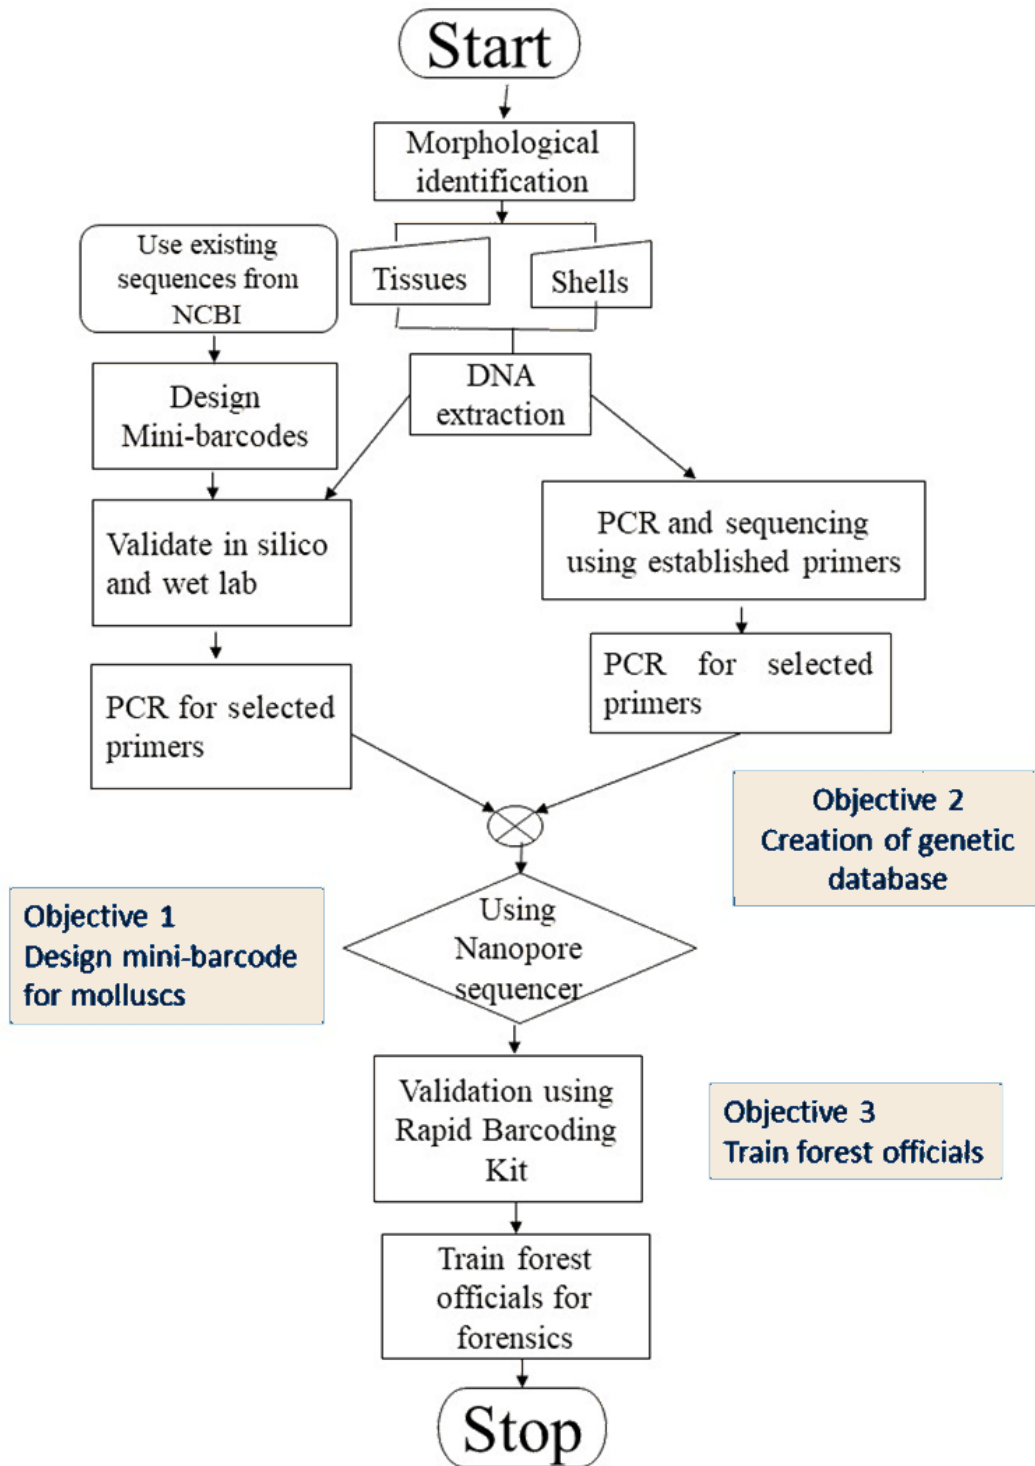 Start
Morphological
identification
Use existing
sequences from
NCBI
Tissues
Shells
Design
Mini-barcodes
DNA
extraction
Validate in silico
and wet lab
PCR and sequencing
using established primers
PCR for selected
primers
PCR for selected
primers
Objective 2
Creation of genetic
database
Objective 1
Design mini-barcode
for molluscs
Using
Nanopore
sequencer
Validation using
Rapid Barcoding
Kit
Objective 3
Train forest officials
Train forest
officials for
forensics
Stop